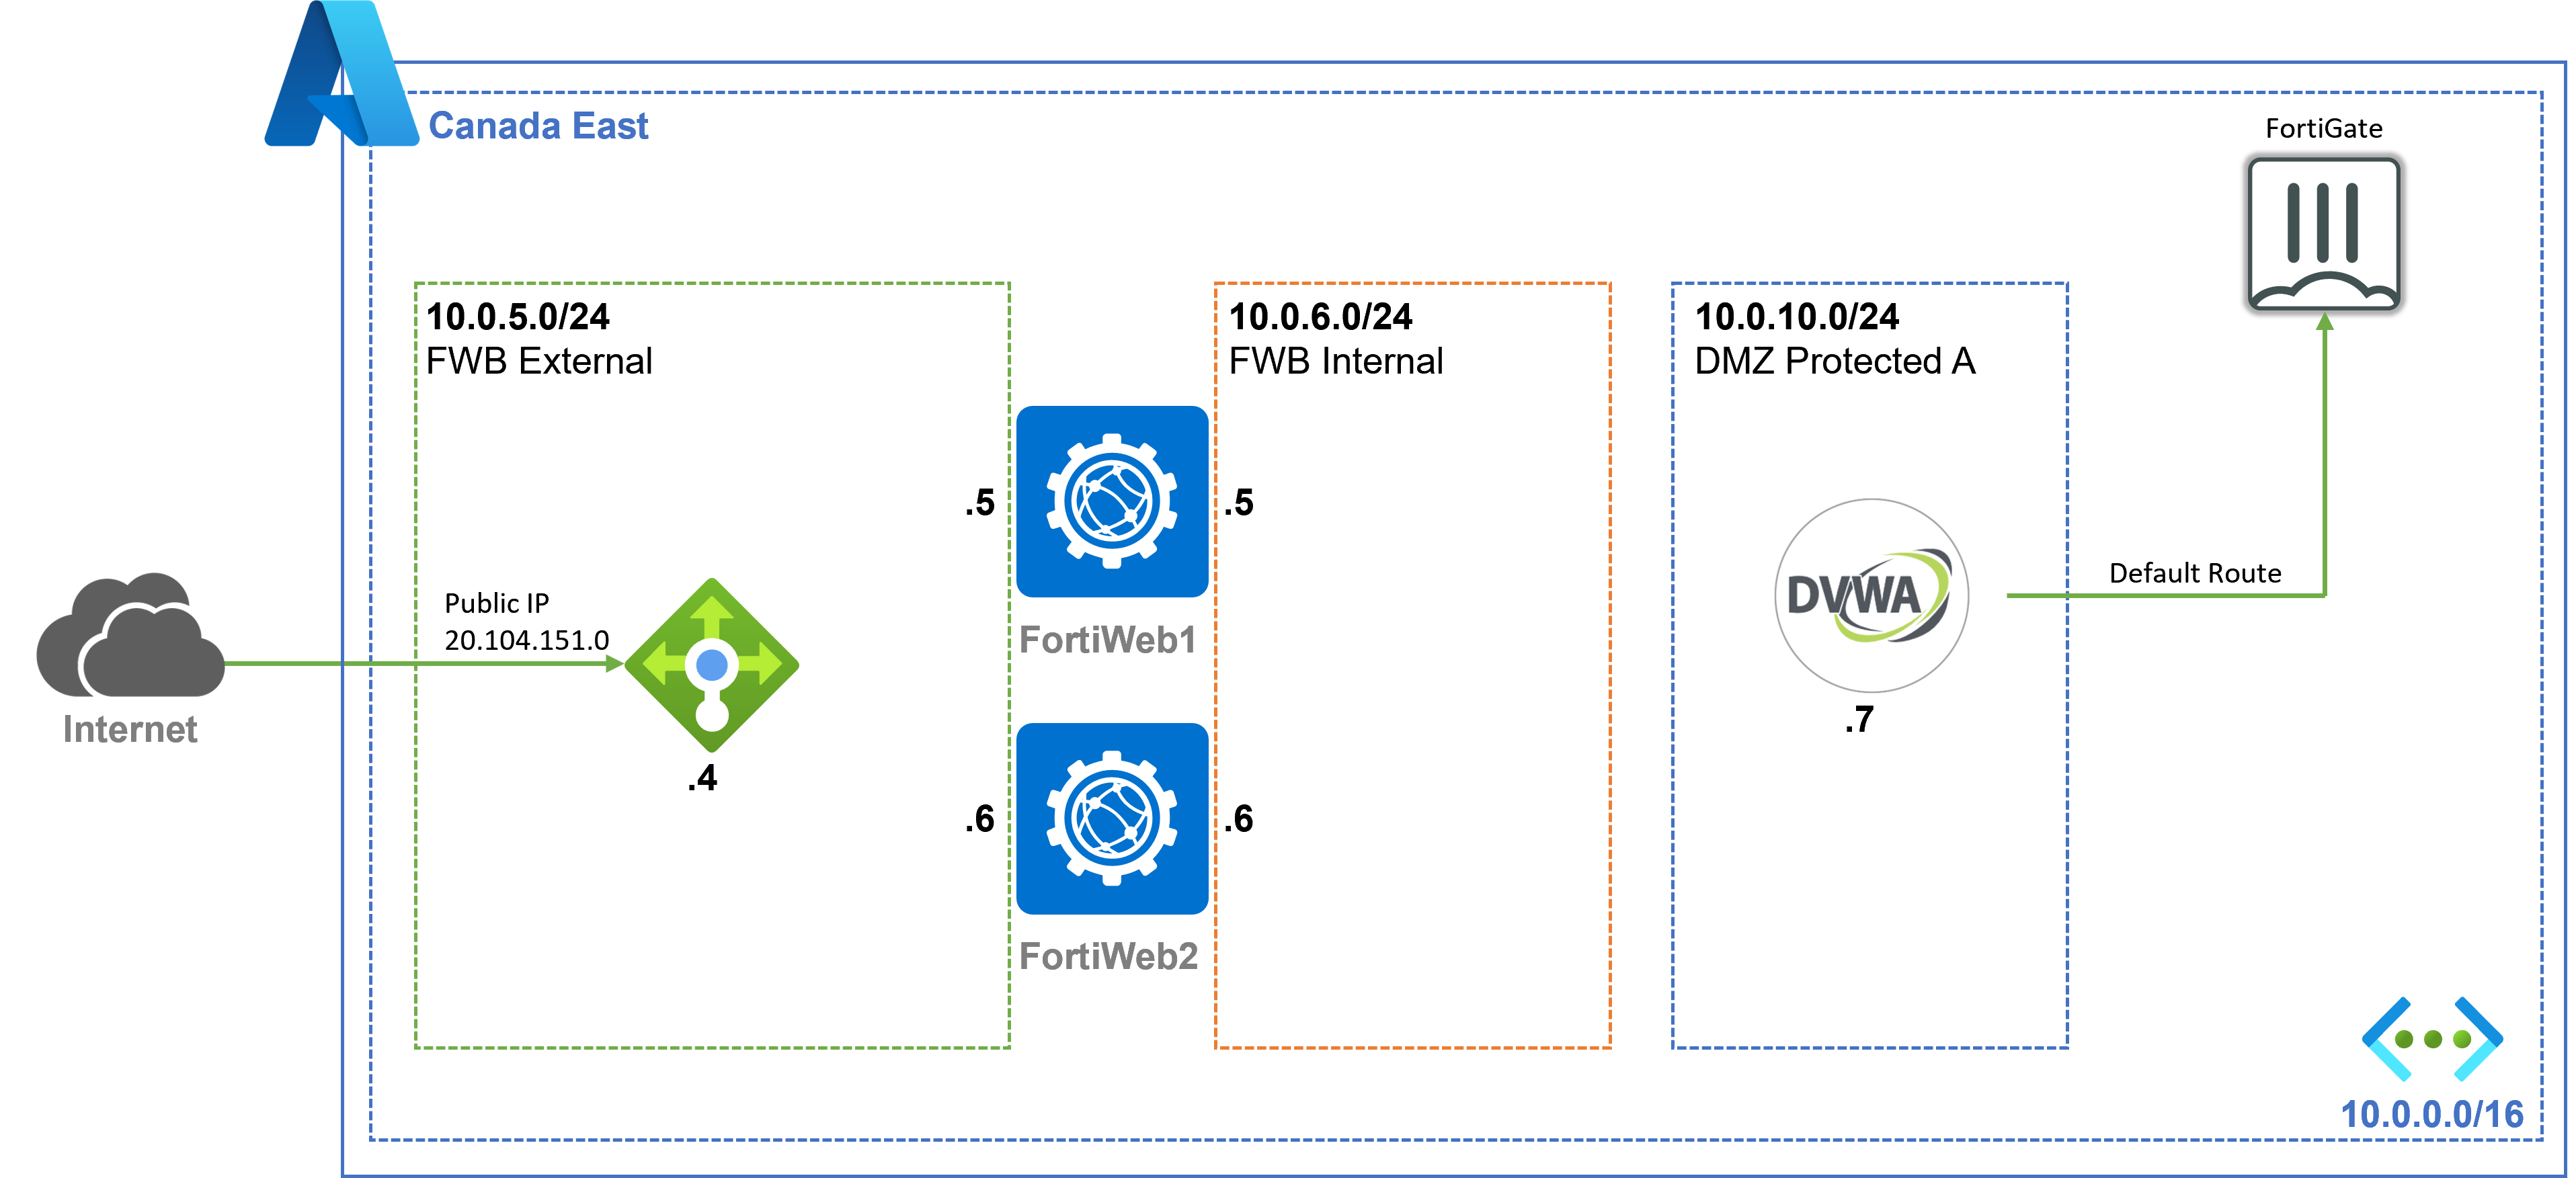 Canada East
FortiGate
10.0.5.0/24
FWB External
10.0.6.0/24
FWB Internal
10.0.10.0/24
DMZ Protected A
.5
.5
FortiWeb1
Public IP
20.104.151.0
Internet
.4
.6
.6
FortiWeb2
DVWA
.7
Default Route
10.0.0.0/16